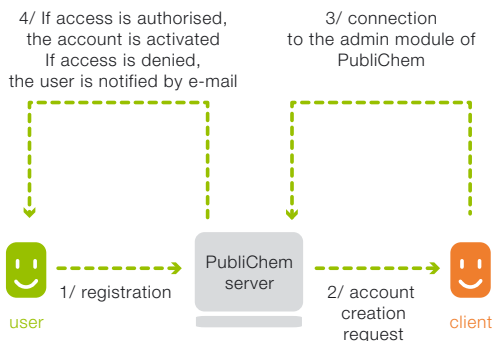 4/ If access is authorised,
the account is activated
If access is denied,
the user is notified by e-mail
3/ connection
to the admin module of
PubliChem
PubliChem
server
1/ registration
2/ account
creation
request
user
client